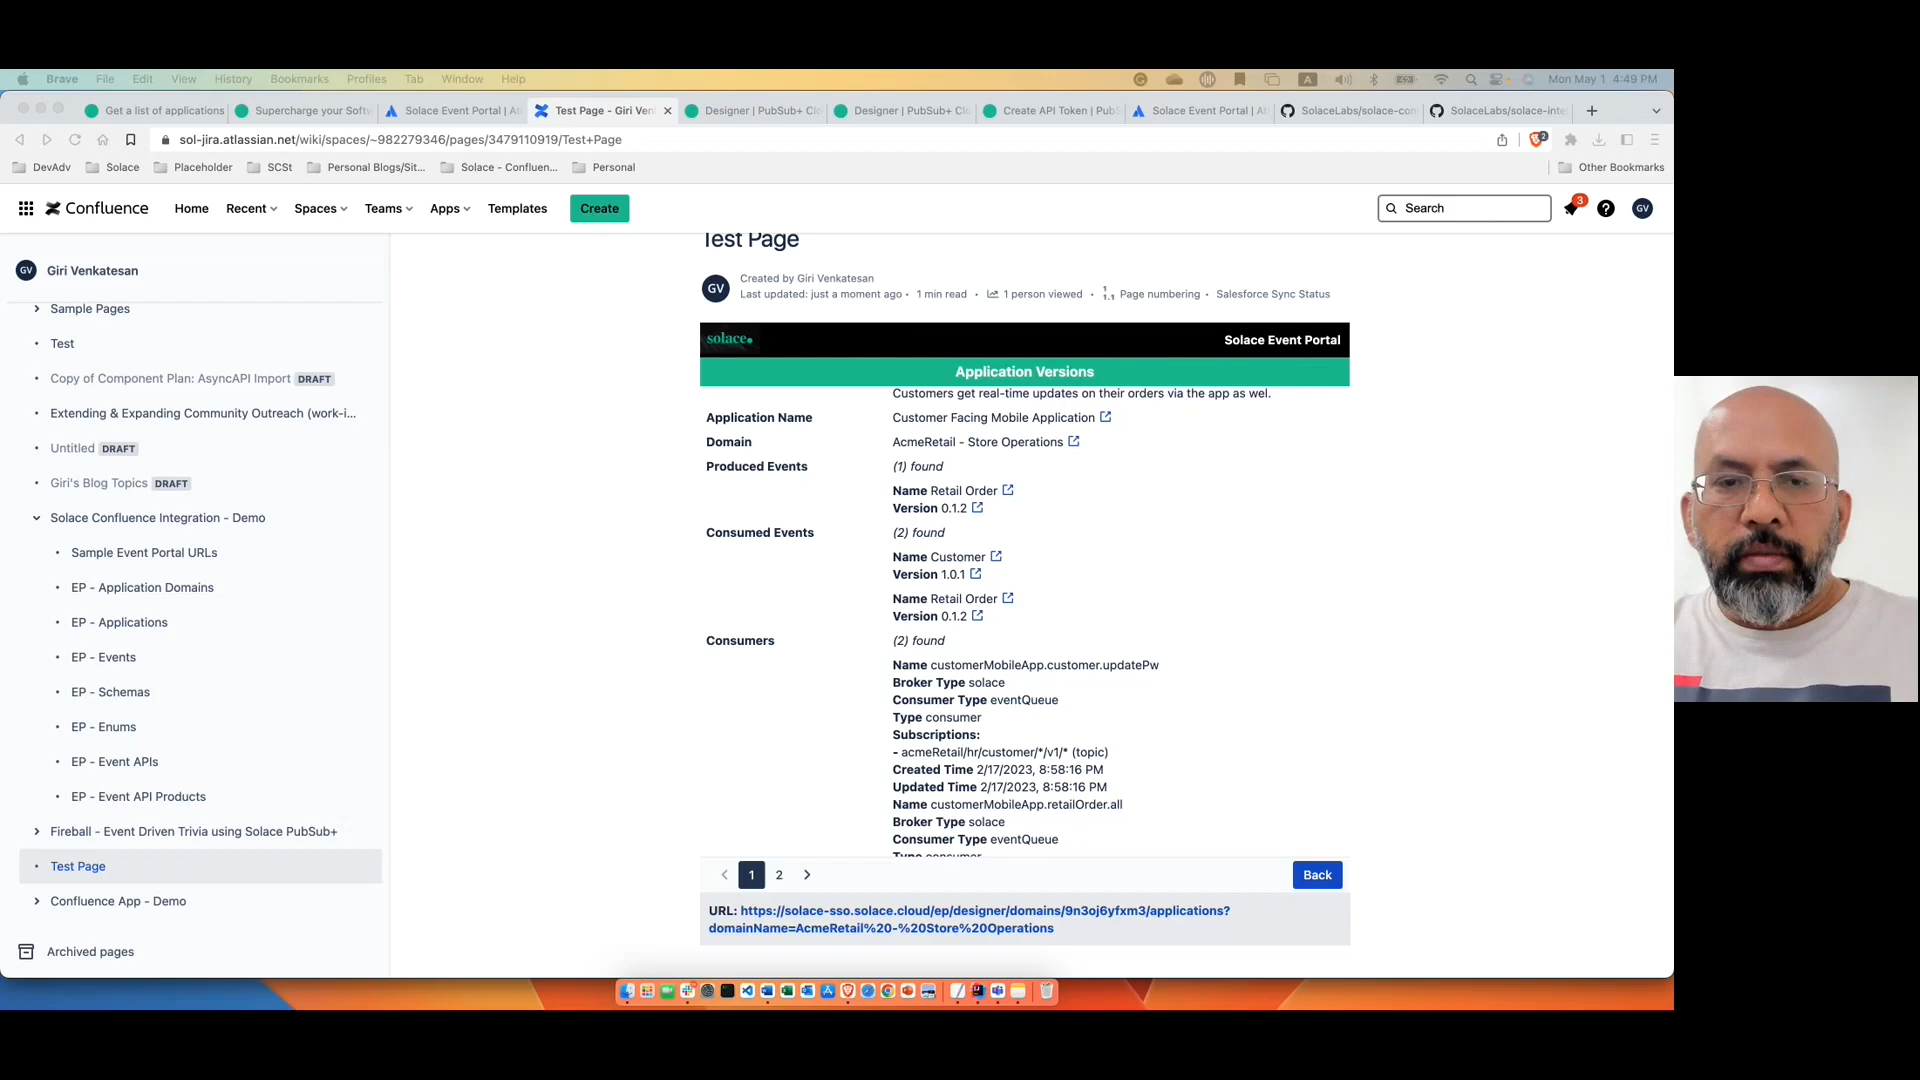 Brave File Edit View History Bookmarks Profiles Tab Window Help Mon May 1 4:49 PM
Get a list of applications Supercharge your Softw Solace Event Portal | At Test Page - Giri Ven Designer | PubSub+ Clo Designer | PubSub+ Clo Create API Token | PubS Solace Event Portal | At SolaceLabs/solace-con SolaceLabs/solace-inte
sol-jira.atlassian.net/wiki/spaces/~982279346/pages/3479110919/Test+Page 2
DevAdv Solace Placeholder SCSt Personal Blogs/Sit... Solace - Confluen... Personal Other Bookmarks
Confluence Home Recent Spaces Teams Apps Templates Create Search 3 GV
GV Giri Venkatesan
Sample Pages
Test
Copy of Component Plan: AsyncAPI Import DRAFT
Extending & Expanding Community Outreach (work-i...
Untitled DRAFT
Giri's Blog Topics DRAFT
Solace Confluence Integration - Demo
Sample Event Portal URLs
EP - Application Domains
EP - Applications
EP - Events
EP - Schemas
EP - Enums
EP - Event APIs
EP - Event API Products
Fireball - Event Driven Trivia using Solace PubSub+
Test Page
Confluence App - Demo
Archived pages
Test Page
GV Created by Giri Venkatesan
Last updated: just a moment ago • 1 min read • 1 person viewed • 1 1.1 Page numbering • Salesforce Sync Status
solace. Solace Event Portal
Application Versions
Customers get real-time updates on their orders via the app as wel.
Application Name Customer Facing Mobile Application
Domain AcmeRetail - Store Operations
Produced Events (1) found
Name Retail Order
Version 0.1.2
Consumed Events (2) found
Name Customer
Version 1.0.1
Name Retail Order
Version 0.1.2
Consumers (2) found
Name customerMobileApp.customer.updatePw
Broker Type solace
Consumer Type eventQueue
Type consumer
Subscriptions:
- acmeRetail/hr/customer/*/v1/* (topic)
Created Time 2/17/2023, 8:58:16 PM
Updated Time 2/17/2023, 8:58:16 PM
Name customerMobileApp.retailOrder.all
Broker Type solace
Consumer Type eventQueue
Type consumer
1 2 Back
URL: https://solace-sso.solace.cloud/ep/designer/domains/9n3oj6yfxm3/applications?
domainName=AcmeRetail%20-%20Store%20Operations